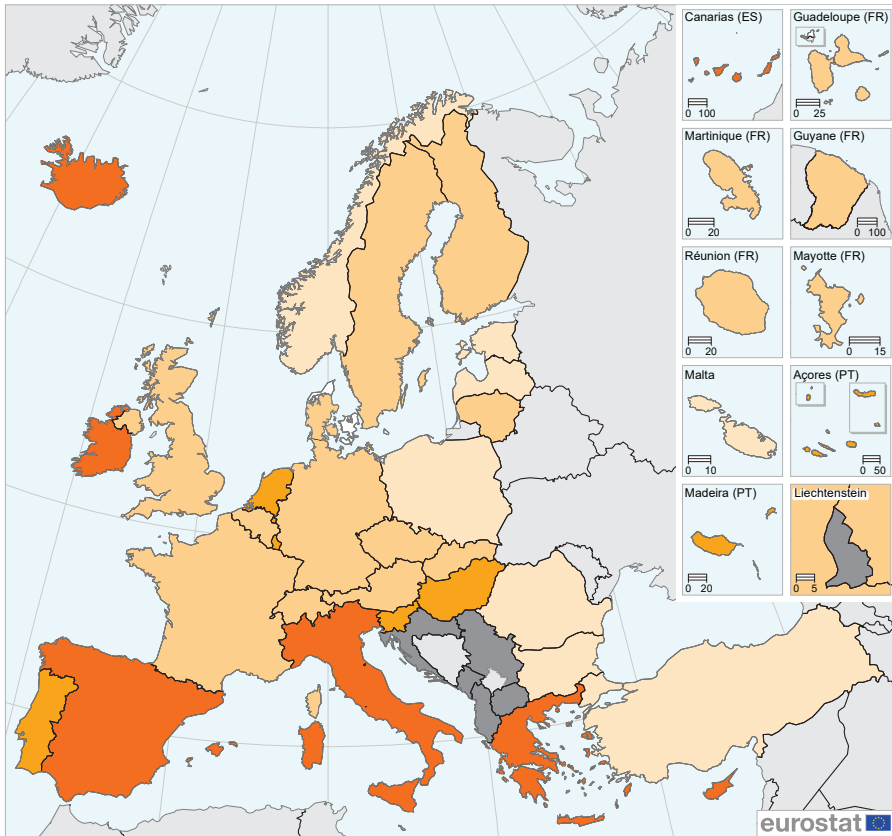 Canarias (ES)
0 100
Guadeloupe (FR)
0 25
Martinique (FR)
0 20
Guyane (FR)
0 100
Réunion (FR)
0 20
Mayotte (FR)
0 15
Malta
0 10
Açores (PT)
0 50
Madeira (PT)
0 20
Liechtenstein
0 5
eurostat